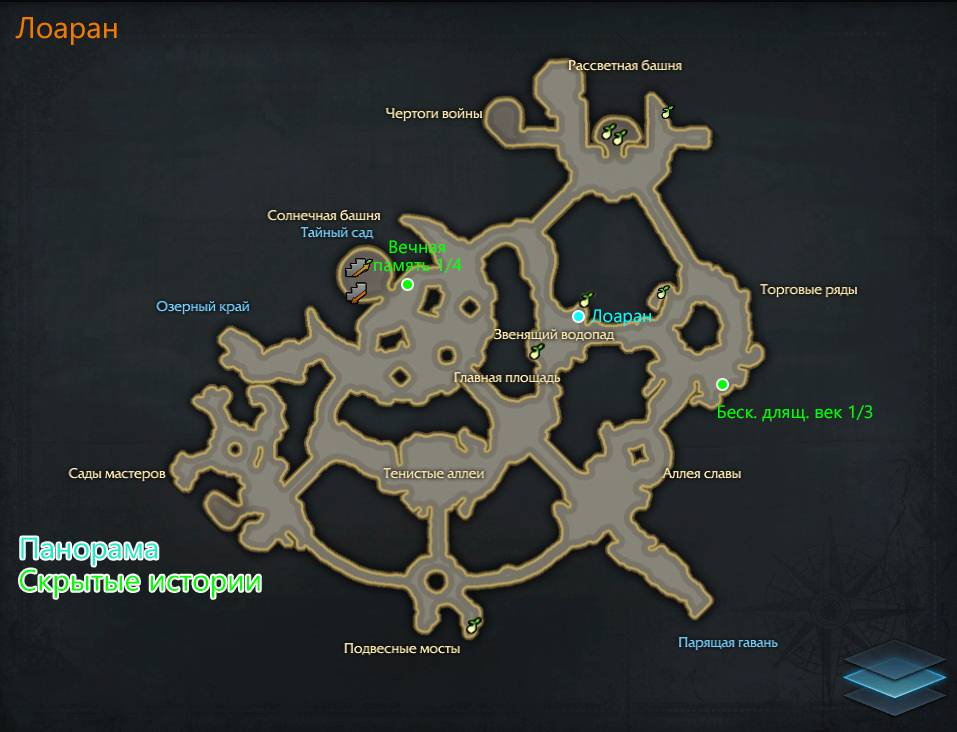 Лоаран
Рассветная башня
Чертоги войны
Солнечная башня
Тайный сад
Вечная
память 1/4
Торговые ряды
Озерный край
Лоаран
Звенящий водопад
Главная площадь
Беск. длящ. век 1/3
Сады мастеров
Тенистые аллеи
Аллея славы
Панорама
Скрытые истории
Подвесные мосты
Парящая гавань